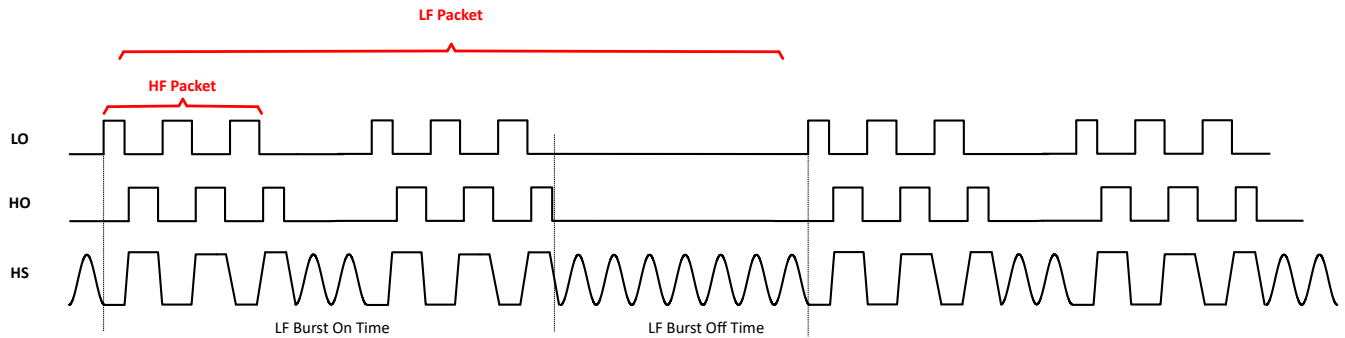 LF Packet
HF Packet
LO
HO
HS
LF Burst On Time
LF Burst Off Time